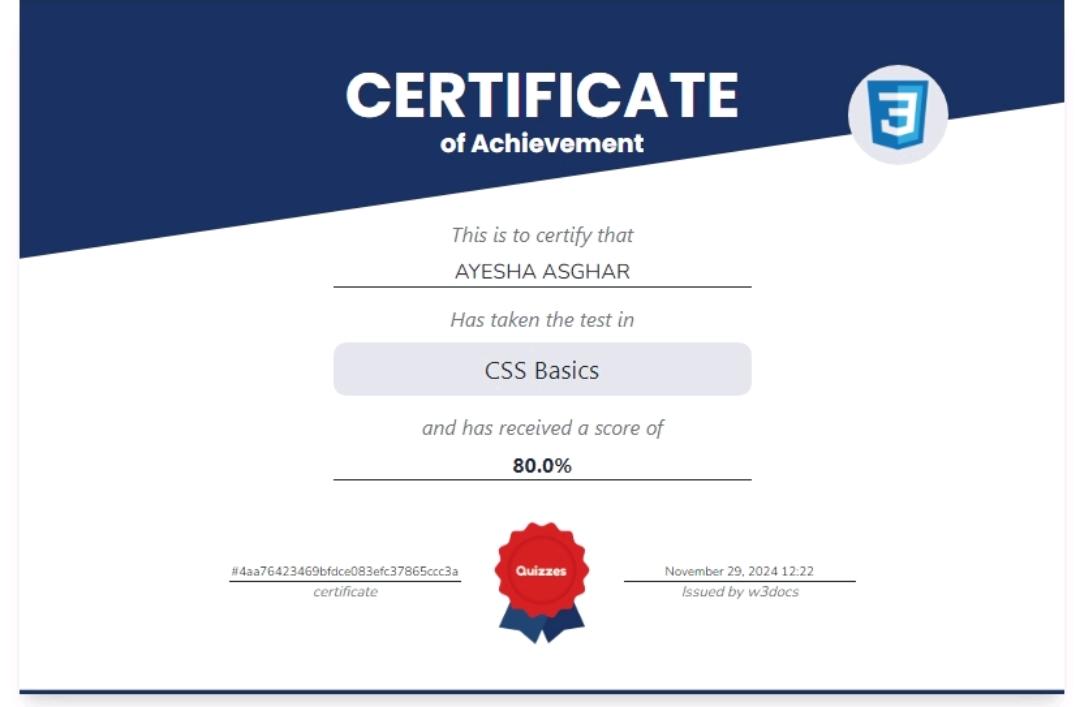 CERTIFICATE
of Achievement
This is to certify that
AYESHA ASGHAR
Has taken the test in
CSS Basics
and has received a score of
80.0%
Quizzes
#4aa76423469bfdce083efc37865ccc3a
certificate
November 29, 2024 12:22
Issued by w3docs